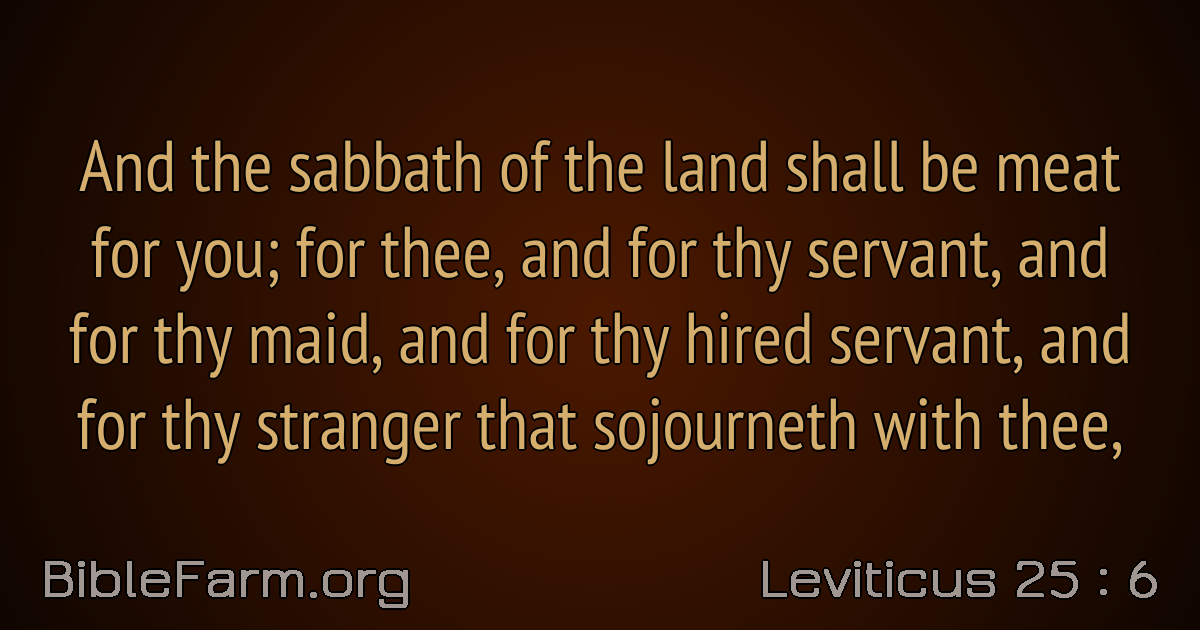 And the sabbath of the land shall be meat
for you; for thee, and for thy servant, and
for thy maid, and for thy hired servant, and
for thy stranger that sojourneth with thee,
BibleFarm.org
Leviticus 25 : 6